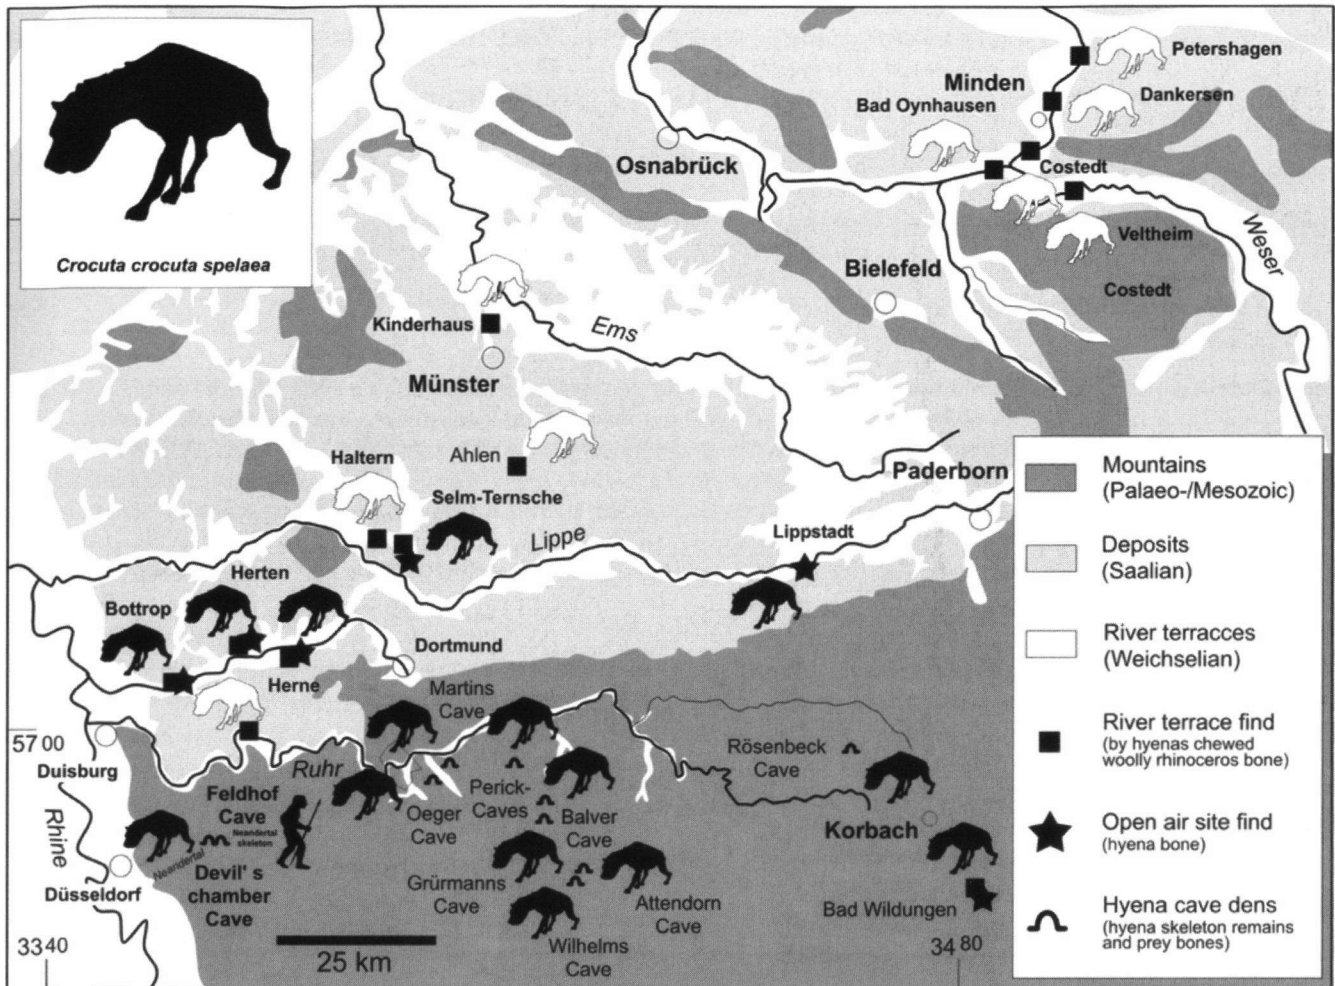 Crocuta crocuta spelaea
Petershagen
Minden
Dankersen
Bad Oynhausen
Osnabrück
Costedt
Veltheim
Weser
Bielefeld
Costedt
Kinderhaus
Ems
Münster
Ahlen
Haltern
Selm-Ternsche
Paderborn
Lippe
Lippstadt
Herten
Bottrop
Dortmund
Herne
Martins
Cave
57 00
Duisburg
Ruhr
Rösenbeck
Cave
Rhine
Feldhof
Cave
Neandertal
skeleton
Oeger
Cave
Perick-
Caves
Balver
Cave
Korbach
Neandertal
Devil' s
chamber
Cave
Düsseldorf
Grürmanns
Cave
Attendorn
Cave
Bad Wildungen
Wilhelms
Cave
33 40
25 km
34 80
Mountains
(Palaeo-/Mesozoic)
Deposits
(Saalian)
River terracces
(Weichselian)
River terrace find
(by hyenas chewed
woolly rhinoceros bone)
Open air site find
(hyena bone)
Hyena cave dens
(hyena skeleton remains
and prey bones)